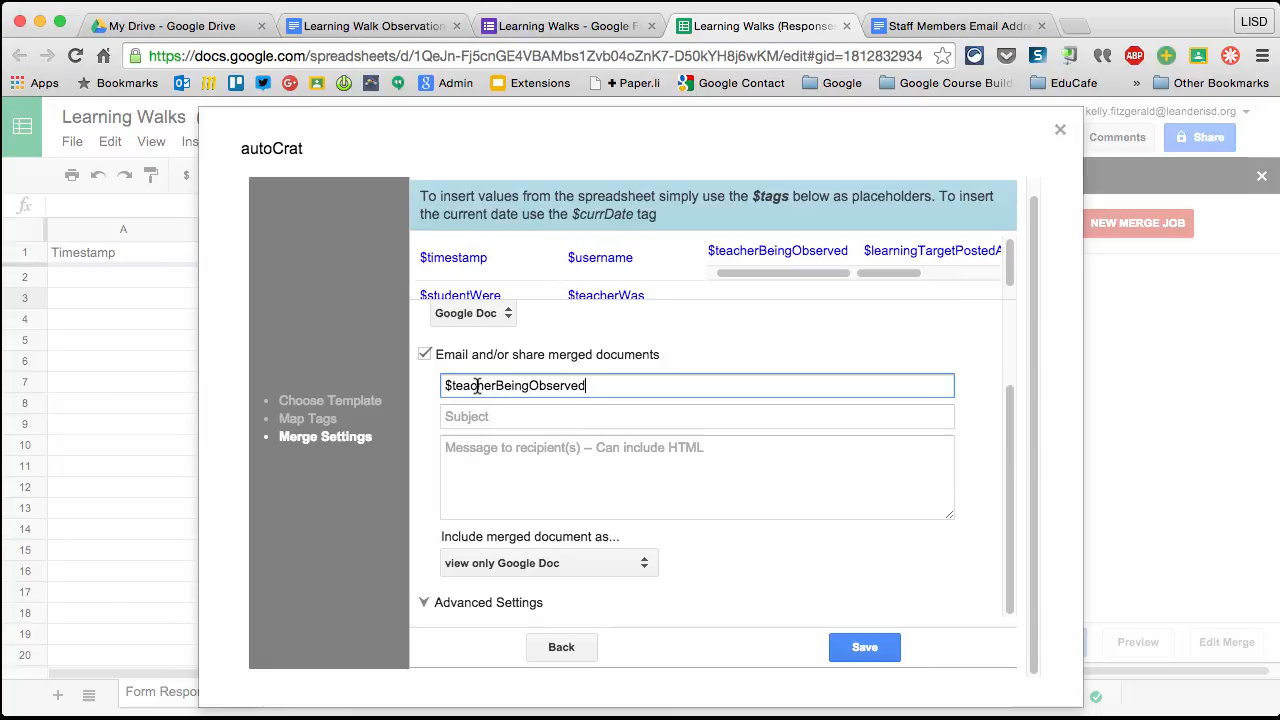 My Drive - Google Drive
Learning Walk Observation
Learning Walks - Google F
Learning Walks (Response
Staff Members Email Addre
LISD
https://docs.google.com/spreadsheets/d/1QeJn-Fj5cnGE4VBAMbs1Zvb04oZnK7-D50kYH8j6wKM/edit#gid=1812832934
Apps
Bookmarks
Admin
Extensions
+ Paper.li
Google Contact
Google
Google Course Build
EduCafe
»
Other Bookmarks
Learning Walks (
kelly.fitzgerald@leanderisd.org
File Edit View Ins
Comments
Share
autoCrat
$
fx
NEW MERGE JOB
A
1 Timestamp
2
3
4
5
6
7
8
9
10
11
12
13
14
15
16
17
18
19
20
To insert values from the spreadsheet simply use the $tags below as placeholders. To insert
the current date use the $currDate tag
$timestamp
$username
$teacherBeingObserved
$learningTargetPostedA
$studentWere
$teacherWas
Google Doc
Email and/or share merged documents
$teacherBeingObserved
Subject
Message to recipient(s) – Can include HTML
Choose Template
Map Tags
Merge Settings
Include merged document as...
view only Google Doc
Advanced Settings
Back
Save
Preview
Edit Merge
Form Respon